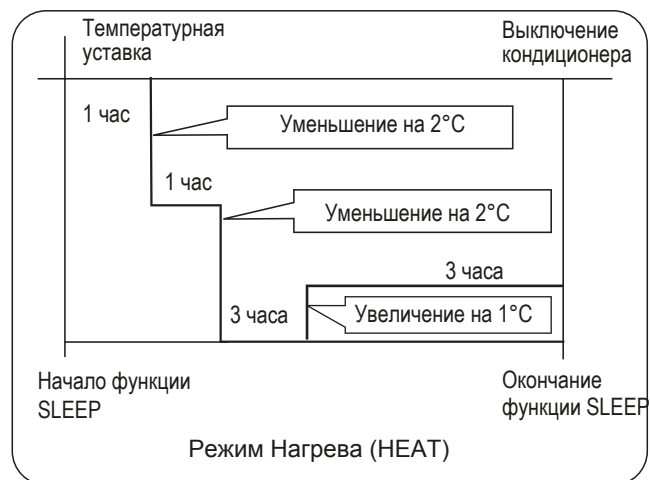 Температурная
уставка
Выключение
кондиционера
1 час
Уменьшение на 2°C
1 час
Уменьшение на 2°C
3 часа
3 часа
Увеличение на 1°C
Начало функции
SLEEP
Окончание
функции SLEEP
Режим Нагрева (HEAT)